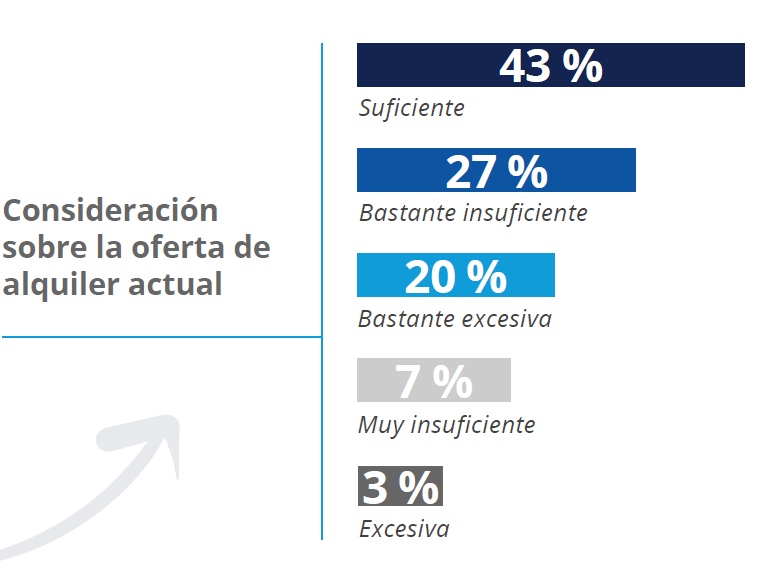 Consideración
sobre la oferta de
alquiler actual
43 %
Suficiente
27 %
Bastante insuficiente
20 %
Bastante excesiva
7 %
Muy insuficiente
3 %
Excesiva